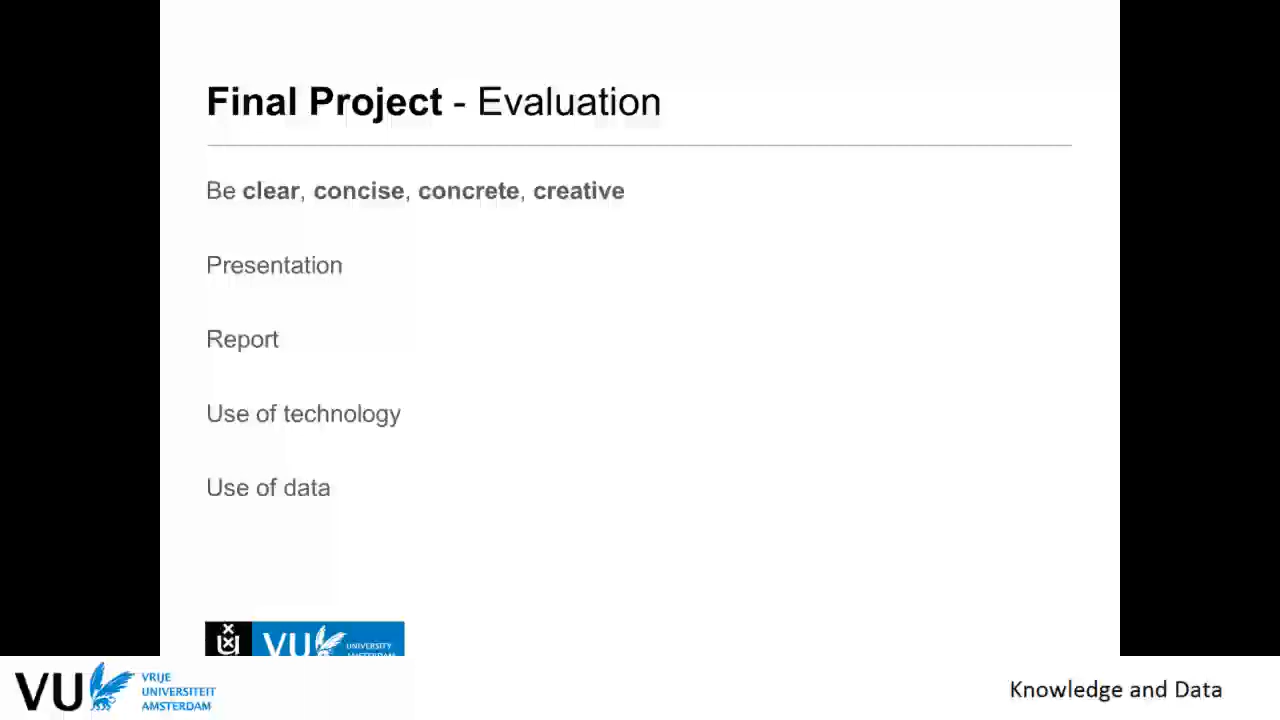 Final Project - Evaluation
Be clear, concise, concrete, creative
Presentation
Report
Use of technology
Use of data
VU UNIVERSITY
AMSTERDAM
VU VRIJE
UNIVERSITEIT
AMSTERDAM
Knowledge and Data